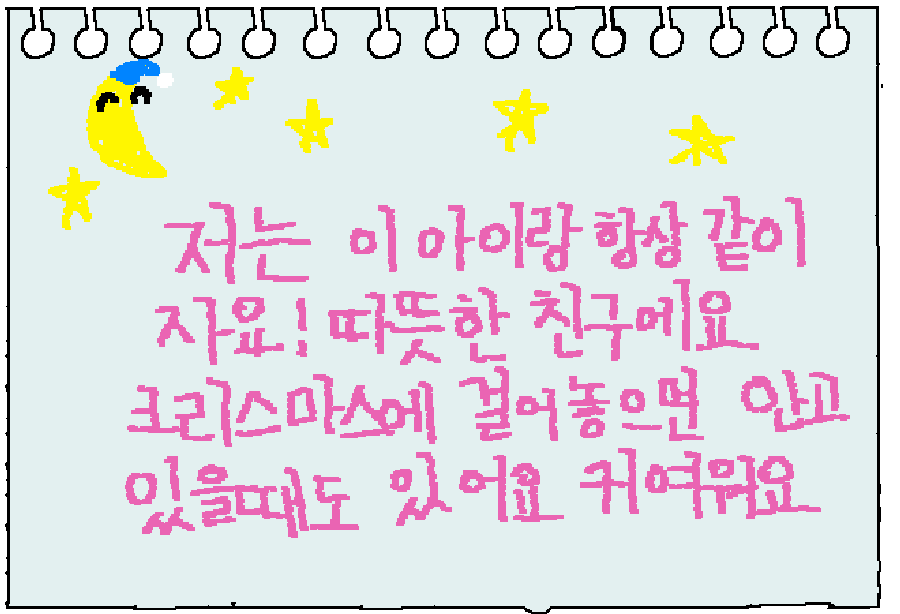 저는 이 아이랑 항상 같이
자요! 따뜻한 친구에요
크리스마스에 걸어놓으면 안고
있을때도 있어요 귀여워요